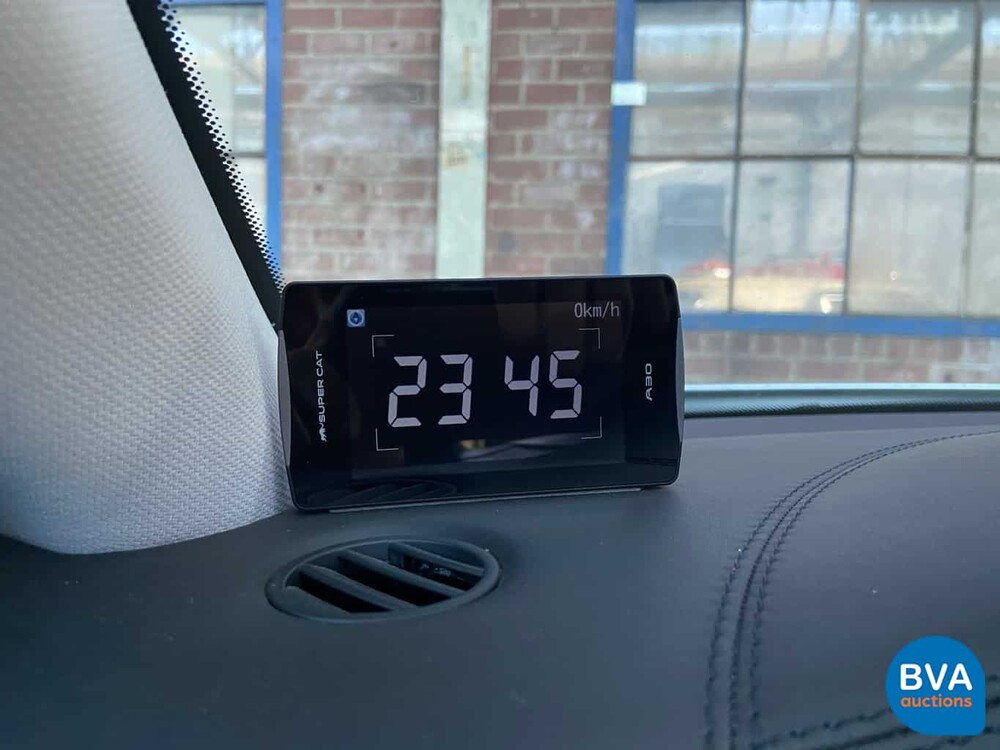 0km/h
SUPER CAT
23 45
A30
BVA
auctions